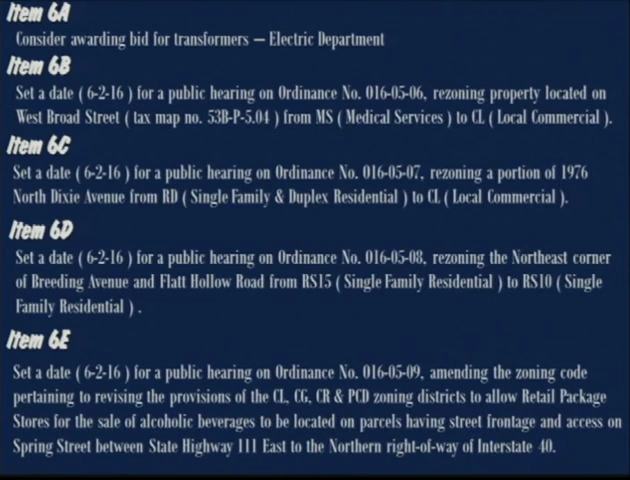 Item 6A
Consider awarding bid for transformers – Electric Department
Item 6B
Set a date ( 6-2-16 ) for a public hearing on Ordinance No. 016-05-06, rezoning property located on
West Broad Street ( tax map no. 53B-P-5.04 ) from MS ( Medical Services ) to CL ( Local Commercial ).
Item 6C
Set a date ( 6-2-16 ) for a public hearing on Ordinance No. 016-05-07, rezoning a portion of 1976
North Dixie Avenue from RD ( Single Family & Duplex Residential ) to CL ( Local Commercial ).
Item 6D
Set a date ( 6-2-16 ) for a public hearing on Ordinance No. 016-05-08, rezoning the Northeast corner
of Breeding Avenue and Flatt Hollow Road from RS15 ( Single Family Residential ) to RS10 ( Single
Family Residential ) .
Item 6E
Set a date ( 6-2-16 ) for a public hearing on Ordinance No. 016-05-09, amending the zoning code
pertaining to revising the provisions of the CL, CG, CR & PCD zoning districts to allow Retail Package
Stores for the sale of alcoholic beverages to be located on parcels having street frontage and access on
Spring Street between State Highway 111 East to the Northern right-of-way of Interstate 40.